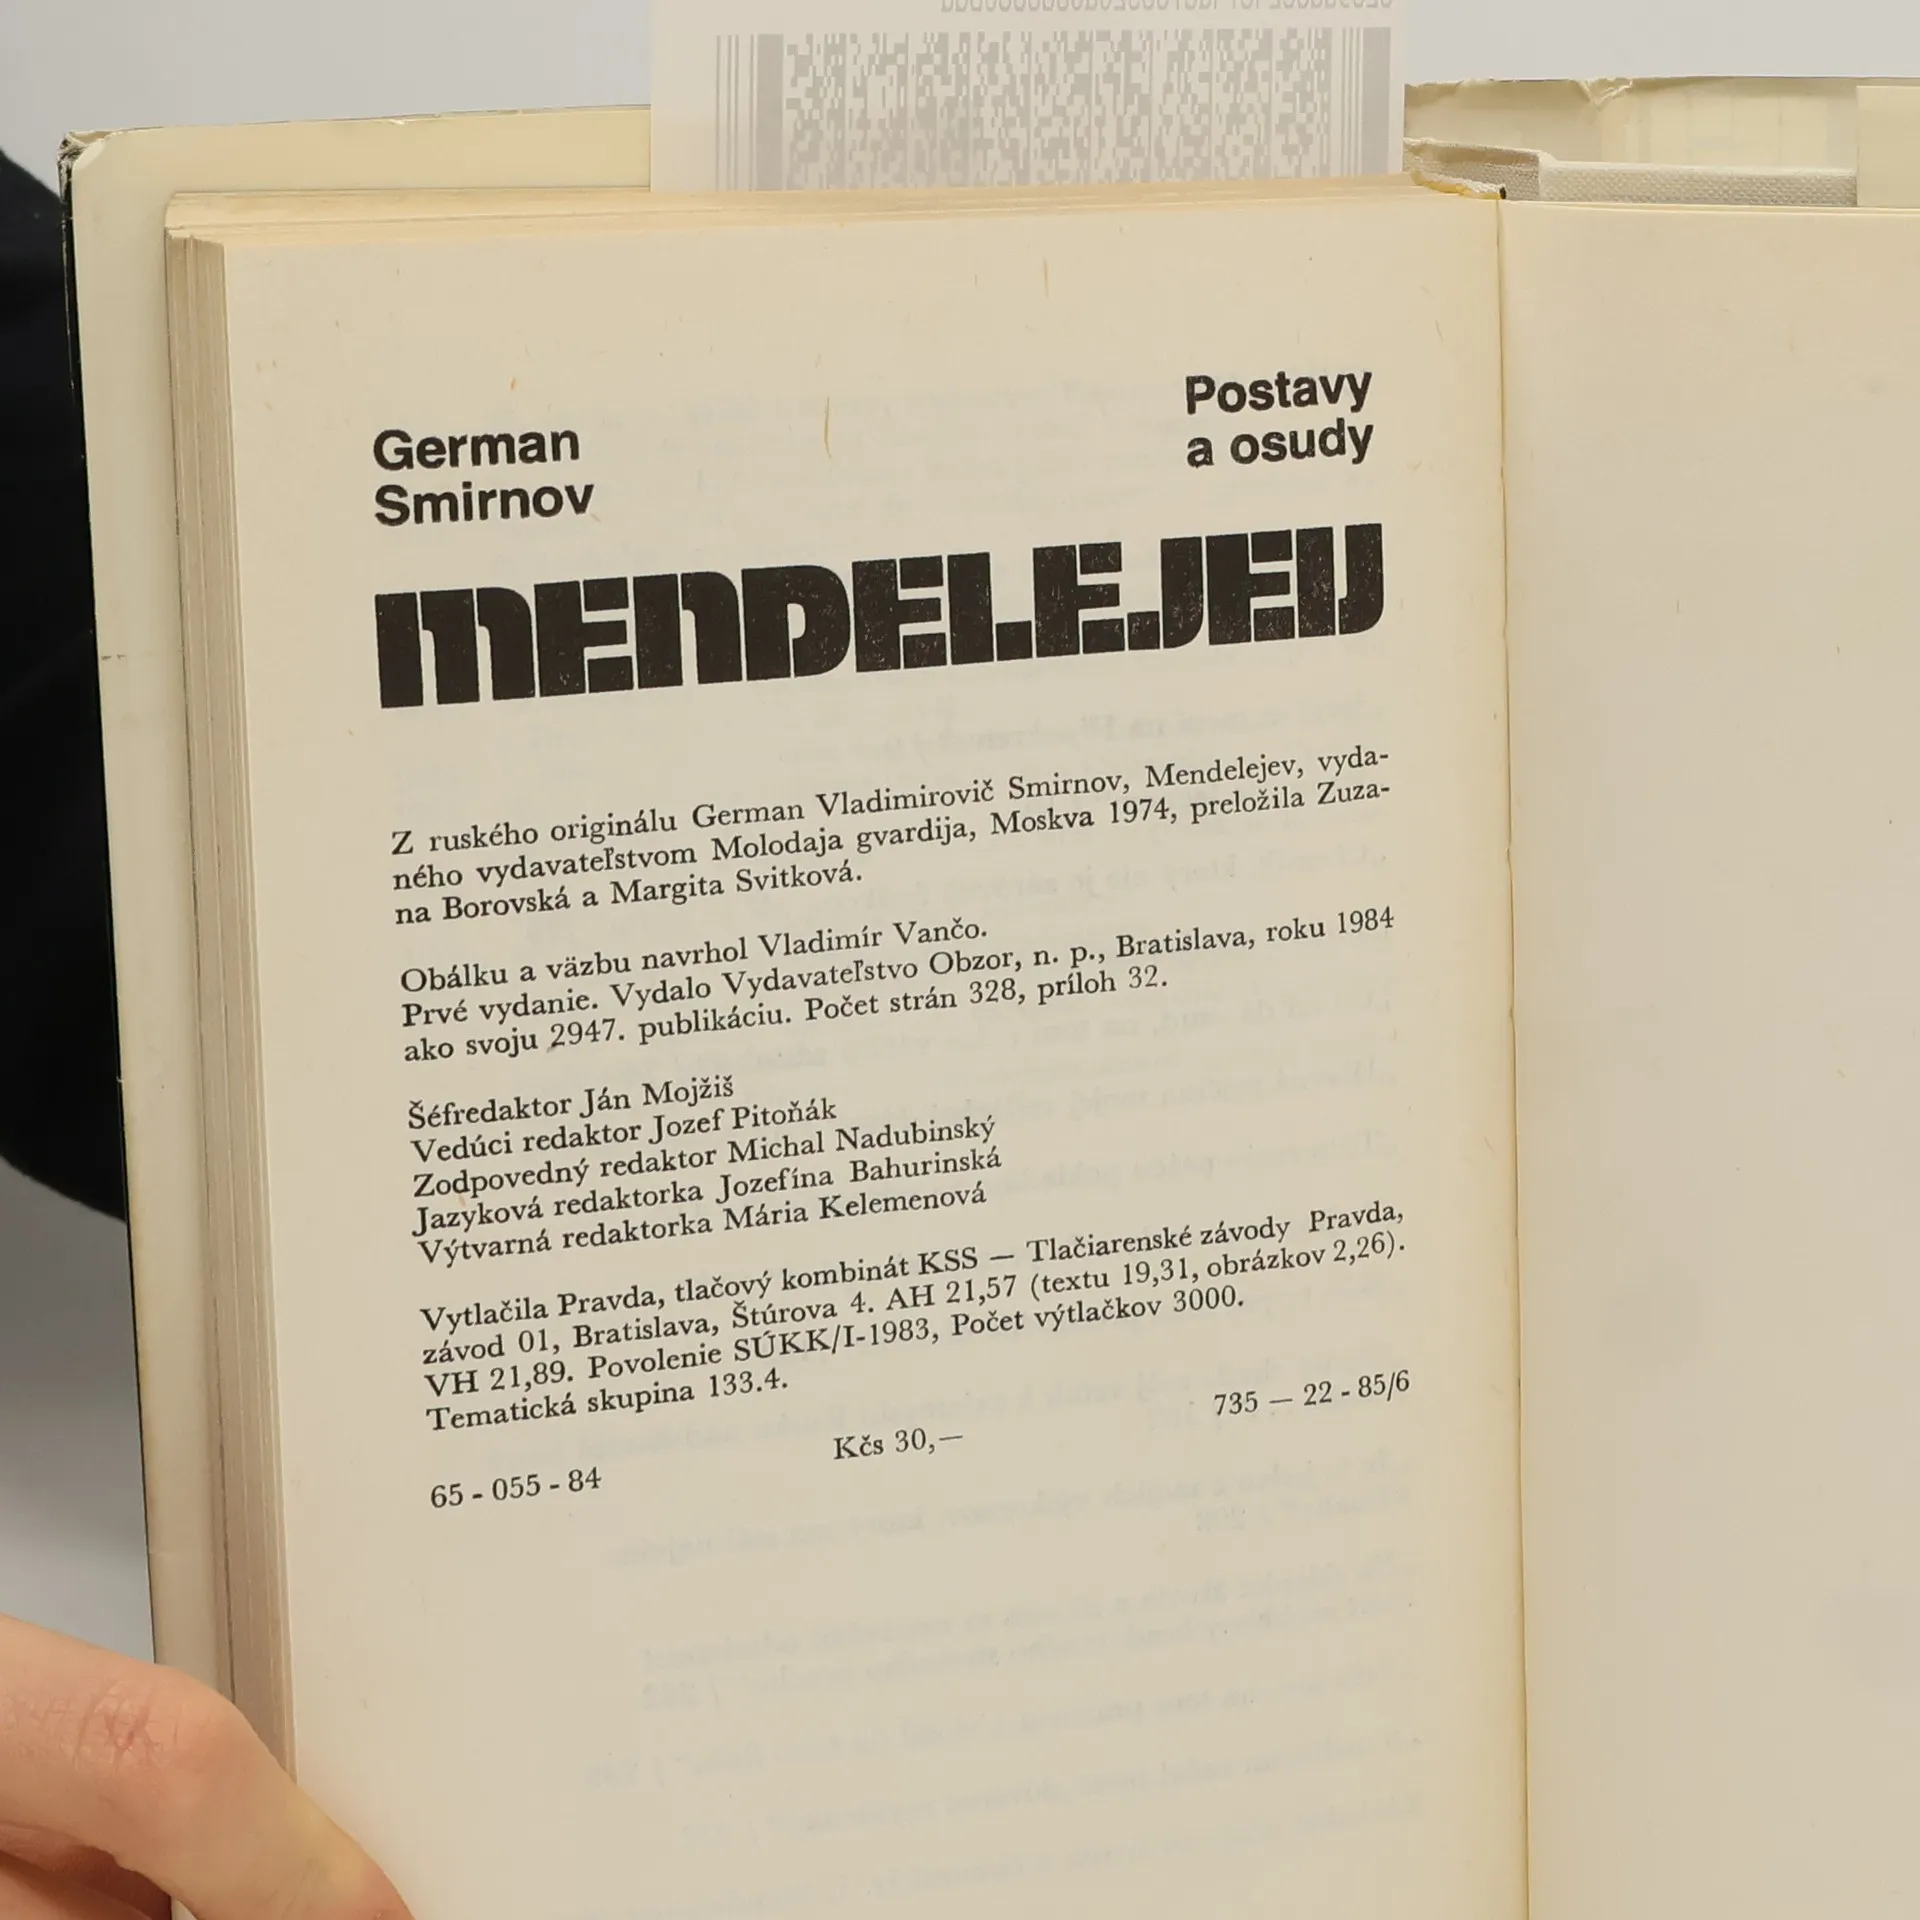 German
Smirnov
Postavy
a osudy
MENDELEJEV
Z ruského originálu German Vladimirovič Smirnov, Mendelejev, vyda-
ného vydavateľstvom Molodaja gvardija, Moskva 1974, preložila Zuza-
na Borovská a Margita Svitková.
Obálku a väzbu navrhol Vladimír Vančo.
Prvé vydanie. Vydalo Vydavateľstvo Obzor, n. p., Bratislava, roku 1984
ako svoju 2947. publikáciu. Počet strán 328, príloh 32.
Šéfredaktor Ján Mojžiš
Vedúci redaktor Jozef Pitoňák
Zodpovedný redaktor Michal Nadubinský
Jazyková redaktorka Jozefína Bahurinská
Výtvarná redaktorka Mária Kelemenová
Vytlačila Pravda, tlačový kombinát KSS — Tlačiarenské závody Pravda,
závod 01, Bratislava, Štúrova 4. AH 21,57 (textu 19,31, obrázkov 2,26).
VH 21,89. Povolenie SÚKK/I-1983, Počet výtlačkov 3000.
Tematická skupina 133.4.
735 — 22 - 85/6
Kčs 30,—
65 - 055 - 84